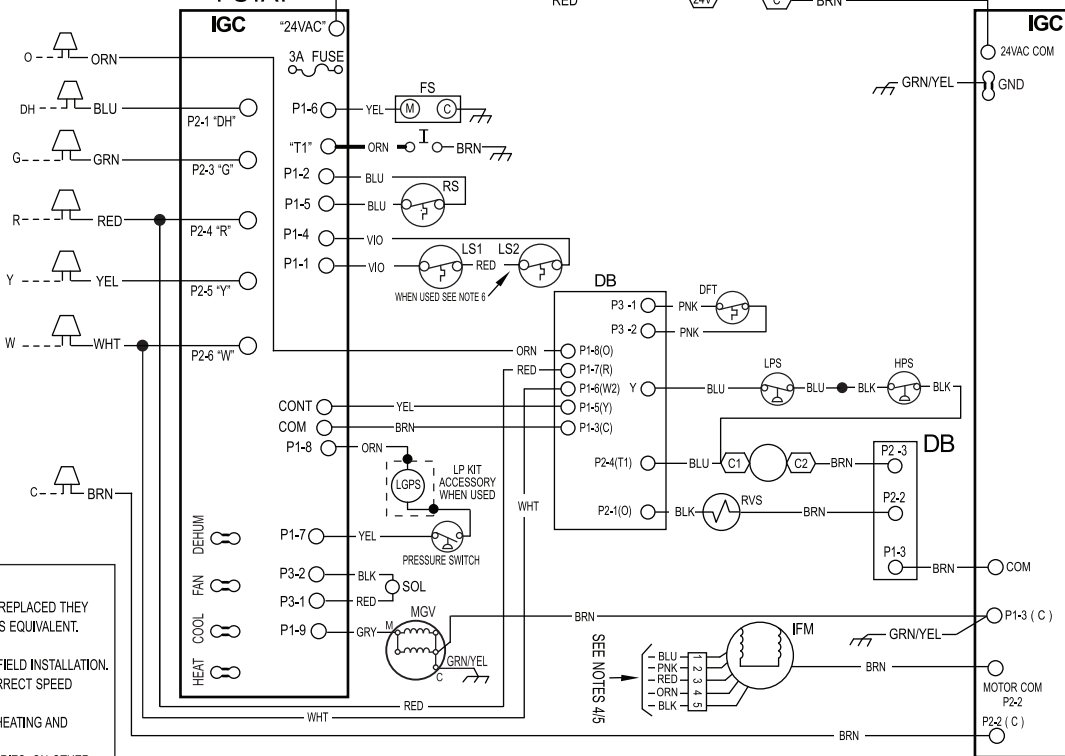 RED
24V
C
BRN
IGC
"24VAC"
IGC
24VAC COM
3A FUSE
O
ORN
FS
GRN/YEL
GND
DH
BLU
P2-1 "DH"
P1-6
YEL
M
C
G
GRN
P2-3 "G"
"T1"
ORN
I
BRN
P1-2
BLU
RS
P1-5
BLU
R
RED
P2-4 "R"
P1-4
VIO
LS1
LS2
P1-1
VIO
RED
WHEN USED SEE NOTE 6
Y
YEL
P2-5 "Y"
DB
P3 -1
PNK
DFT
P3 -2
PNK
W
WHT
P2-6 "W"
ORN
P1-8(O)
RED
P1-7(R)
P1-6(W2)
Y
BLU
LPS
BLU
BLK
HPS
BLK
CONT
YEL
P1-5(Y)
COM
BRN
P1-3(C)
P1-8
ORN
LGPS
LP KIT
ACCESSORY
WHEN USED
P2-4(T1)
BLU
C1
C2
BRN
P2 -3
DB
C
BRN
WHT
P2-1(O)
BLK
RVS
BRN
P2-2
DEHUM
P1-7
YEL
PRESSURE SWITCH
P1-3
BRN
COM
FAN
P3-2
BLK
SOL
P3-1
RED
COOL
P1-9
GRY
M
MGV
C
GRN/YEL
BRN
P1-3 ( C )
GRN/YEL
HEAT
SEE NOTES 4/5
BLU
PNK
RED
ORN
BLK
1
2
3
4
5
IFM
BRN
MOTOR COM
P2-2
RED
WHT
P2-2 ( C )
BRN
REPLACED THEY
S EQUIVALENT.
FIELD INSTALLATION.
RRECT SPEED
HEATING AND